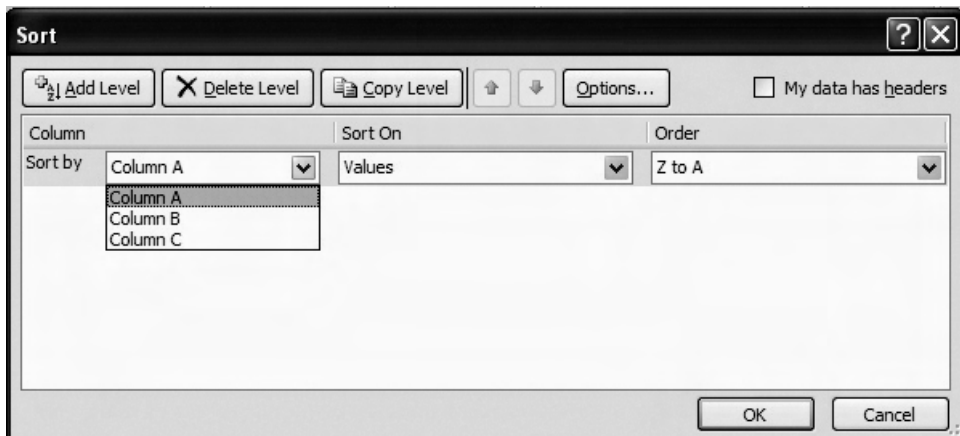 Sort
Add Level Delete Level Copy Level Options... My data has headers
Column Sort On Order
Sort by Column A Values Z to A
Column A
Column B
Column C
OK Cancel